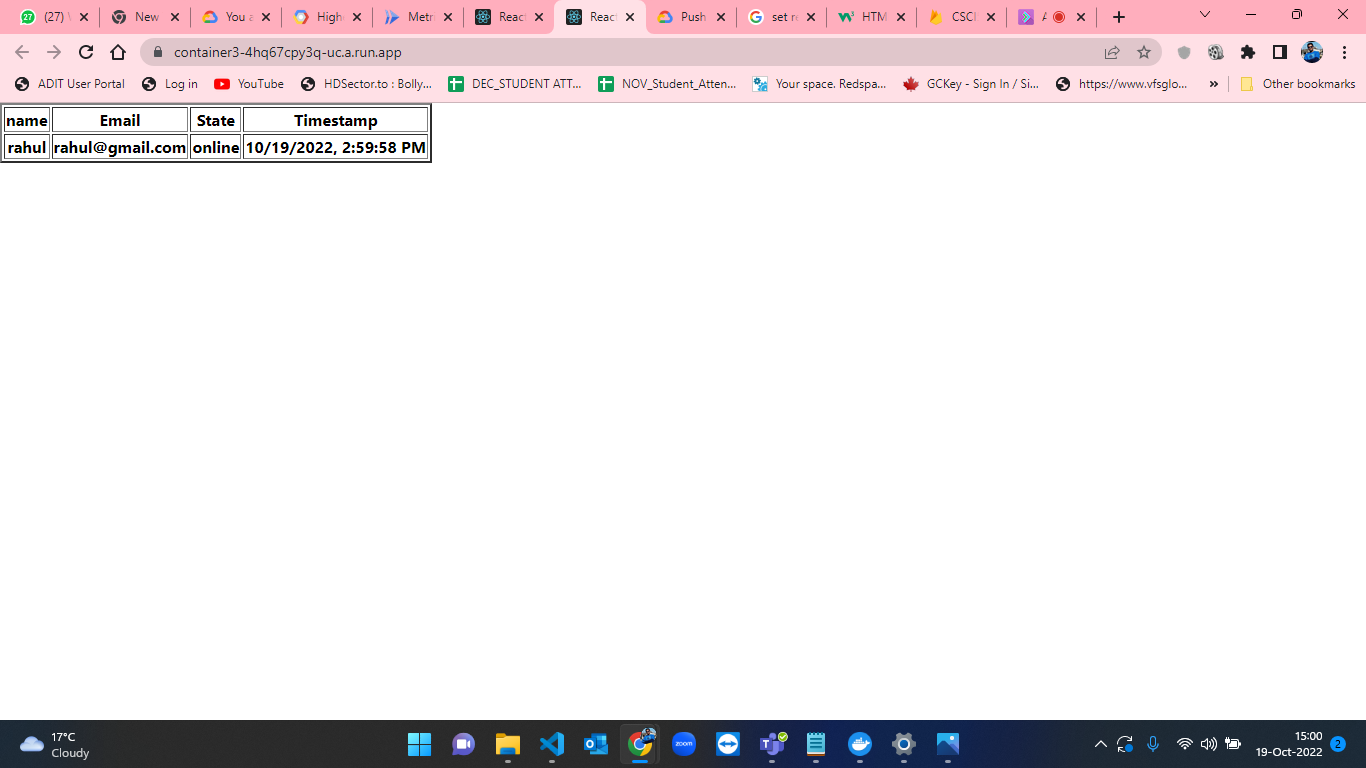 27 (27) W New You a High Metr React React Push set re HTM CSCI A
container3-4hq67cpy3q-uc.a.run.app
ADIT User Portal Log in YouTube HDSector.to : Bolly... DEC_STUDENT ATT... NOV_Student_Atten... Your space. Redspa... GCKey - Sign In / Si... https://www.vfsglo... » Other bookmarks
name Email State Timestamp
rahul rahul@gmail.com online 10/19/2022, 2:59:58 PM
17°C
Cloudy
zoom
15:00
19-Oct-2022 2